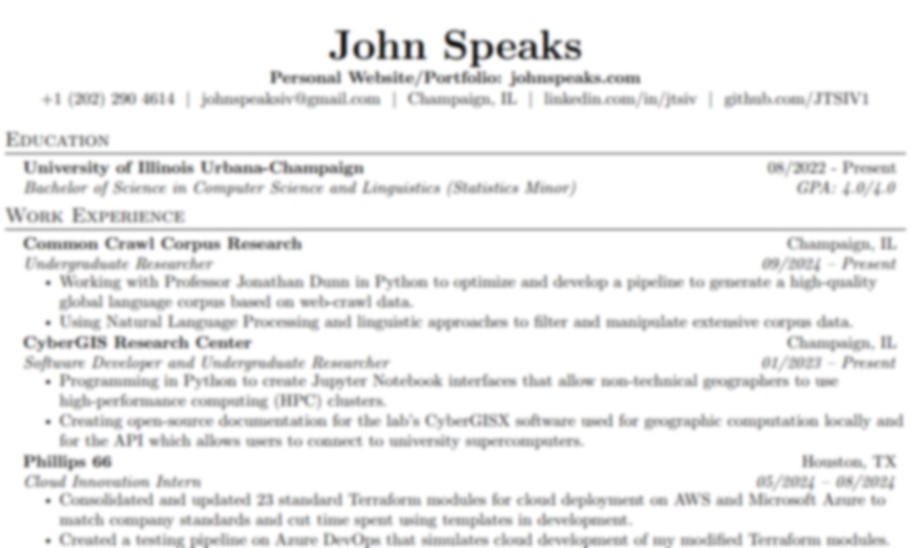 John Speaks
Personal Website/Portfolio: johnspeaks.com
+1 (202) 290 4614 | johnspeaksiv@gmail.com | Champaign, IL | linkedin.com/in/jtsiv | github.com/JTSIV1
Education
University of Illinois Urbana-Champaign 08/2022 - Present
Bachelor of Science in Computer Science and Linguistics (Statistics Minor) GPA: 4.0/4.0
Work Experience
Common Crawl Corpus Research Champaign, IL
Undergraduate Researcher 09/2024 – Present
• Working with Professor Jonathan Dunn in Python to optimize and develop a pipeline to generate a high-quality
global language corpus based on web-crawl data.
• Using Natural Language Processing and linguistic approaches to filter and manipulate extensive corpus data.
CyberGIS Research Center Champaign, IL
Software Developer and Undergraduate Researcher 01/2023 – Present
• Programming in Python to create Jupyter Notebook interfaces that allow non-technical geographers to use
high-performance computing (HPC) clusters.
• Creating open-source documentation for the lab's CyberGISX software used for geographic computation locally and
for the API which allows users to connect to university supercomputers.
Phillips 66 Houston, TX
Cloud Innovation Intern 05/2024 – 08/2024
• Consolidated and updated 23 standard Terraform modules for cloud deployment on AWS and Microsoft Azure to
match company standards and cut time spent using templates in development.
• Created a testing pipeline on Azure DevOps that simulates cloud development of my modified Terraform modules.